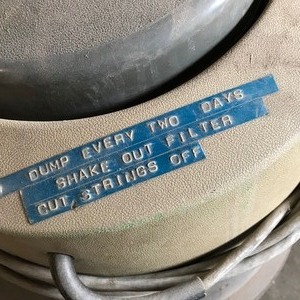 DUMP EVERY TWO DAYS
SHAKE OUT FILTER
CUT STRINGS OFF